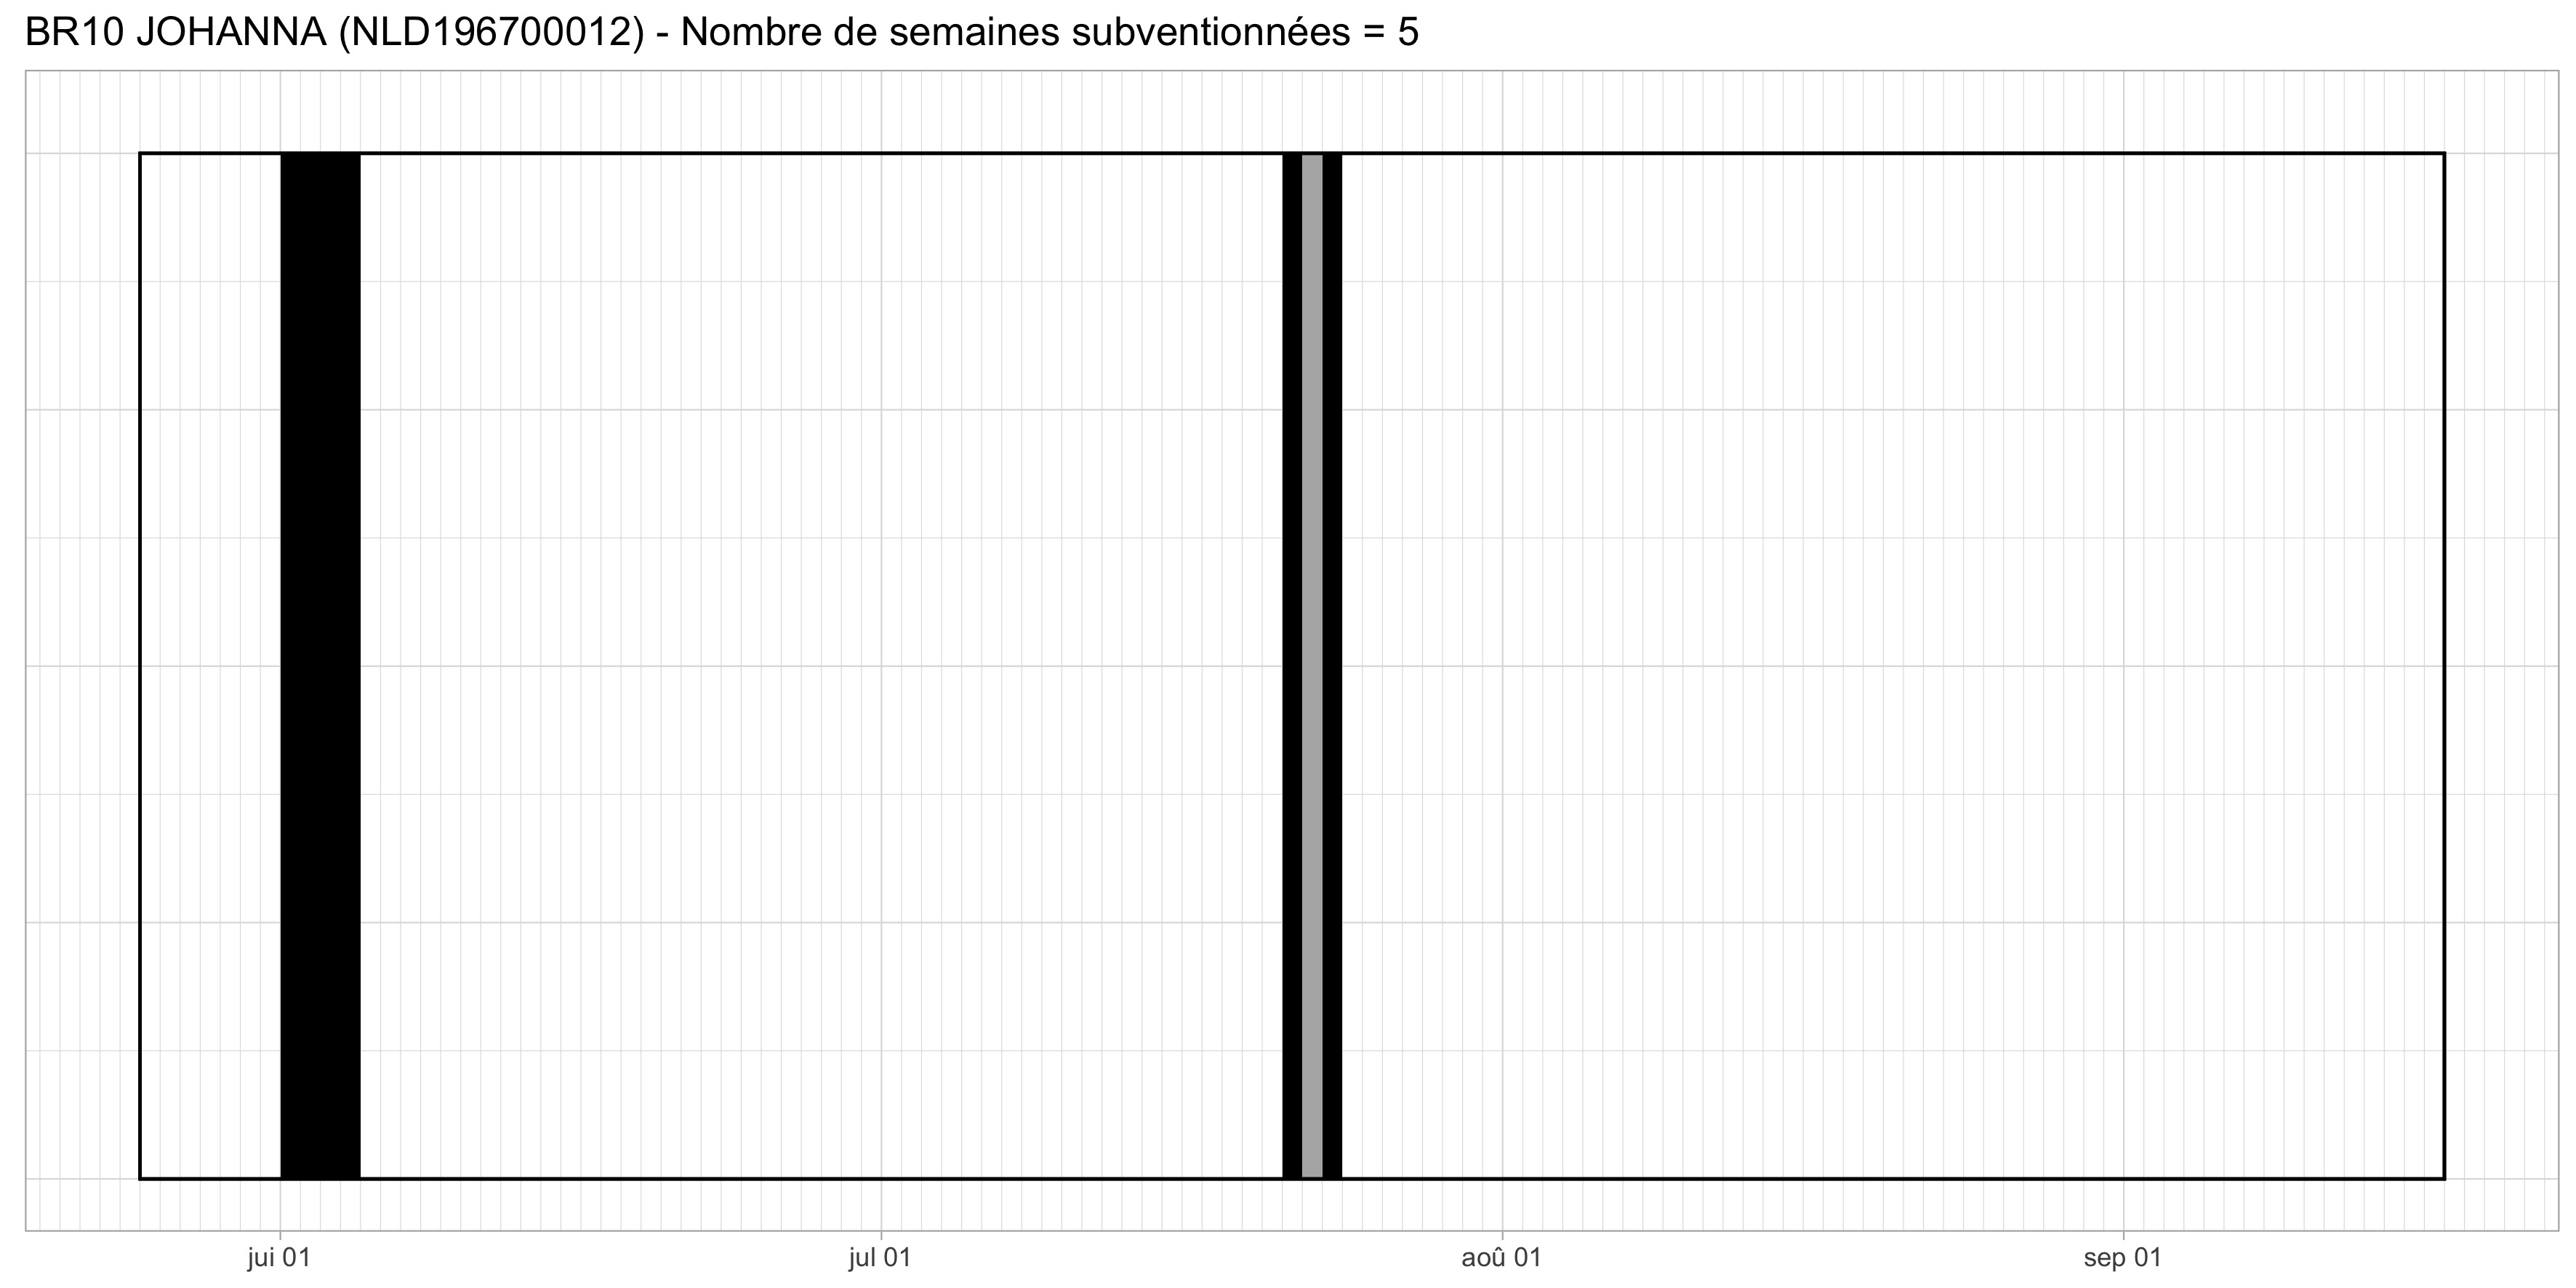 BR10 JOHANNA (NLD196700012) - Nombre de semaines subventionnées = 5
jui 01 jul 01 aoû 01 sep 01